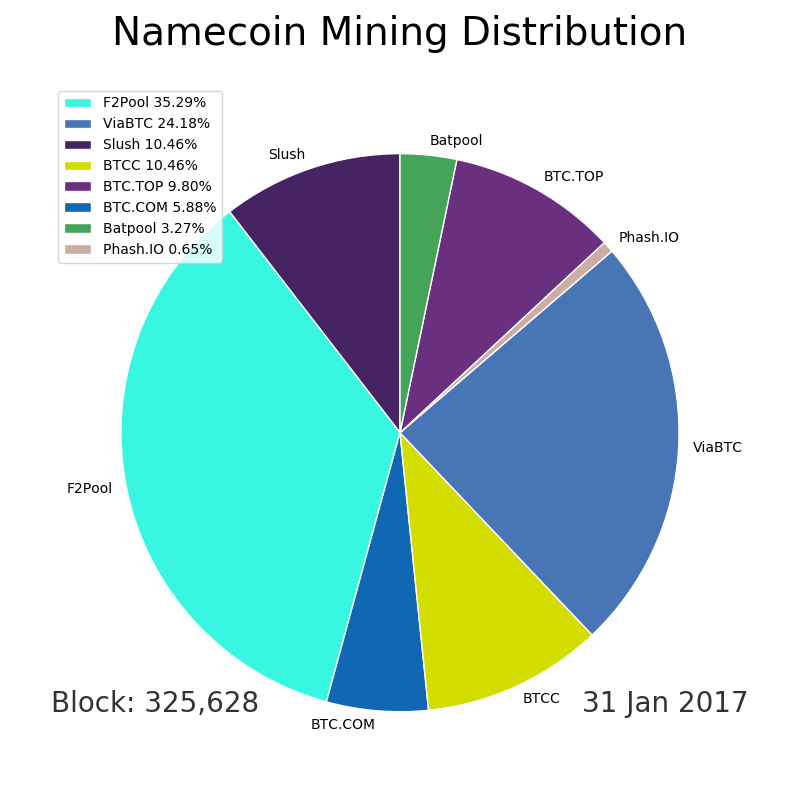 Namecoin Mining Distribution
F2Pool 35.29%
ViaBTC 24.18%
Slush 10.46%
BTCC 10.46%
BTC.TOP 9.80%
BTC.COM 5.88%
Batpool 3.27%
Phash.IO 0.65%
Batpool
Slush
BTC.TOP
Phash.IO
ViaBTC
F2Pool
BTCC
BTC.COM
Block: 325,628
31 Jan 2017